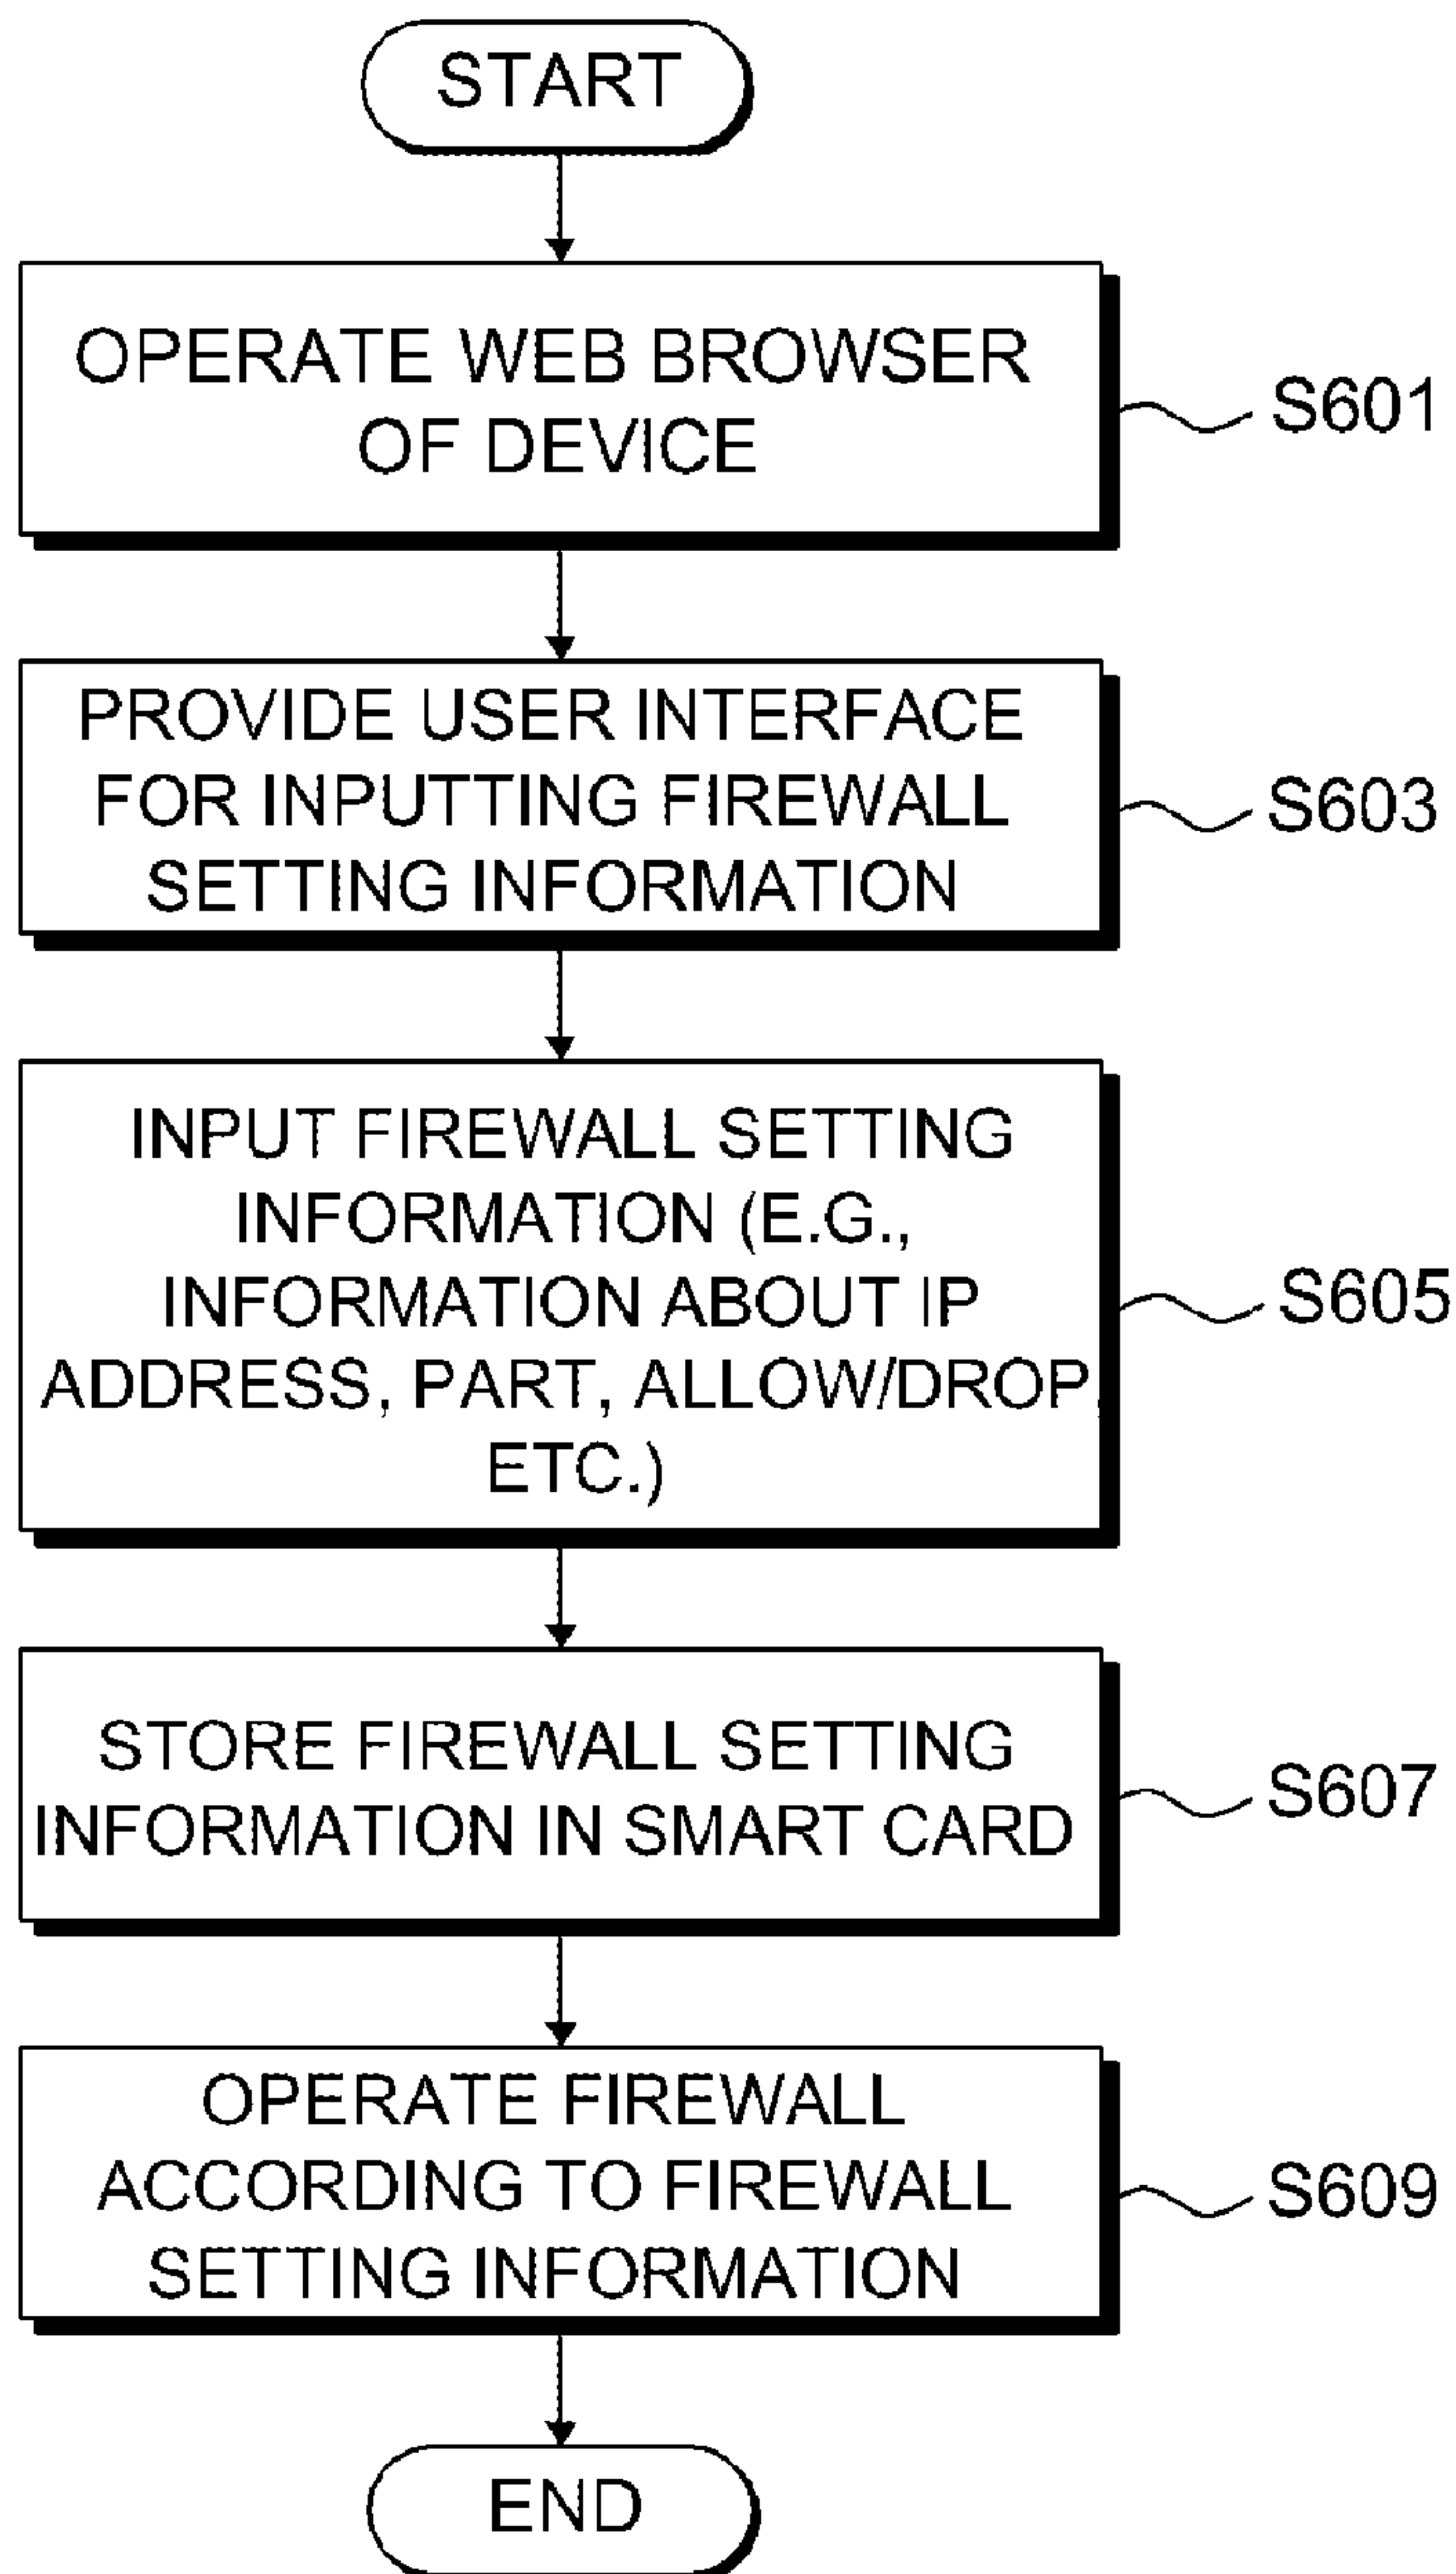 START
OPERATE WEB BROWSER
OF DEVICE
S601
PROVIDE USER INTERFACE
FOR INPUTTING FIREWALL
SETTING INFORMATION
S603
INPUT FIREWALL SETTING
INFORMATION (E.G.,
INFORMATION ABOUT IP
ADDRESS, PART, ALLOW/DROP,
ETC.)
S605
STORE FIREWALL SETTING
INFORMATION IN SMART CARD
S607
OPERATE FIREWALL
ACCORDING TO FIREWALL
SETTING INFORMATION
S609
END